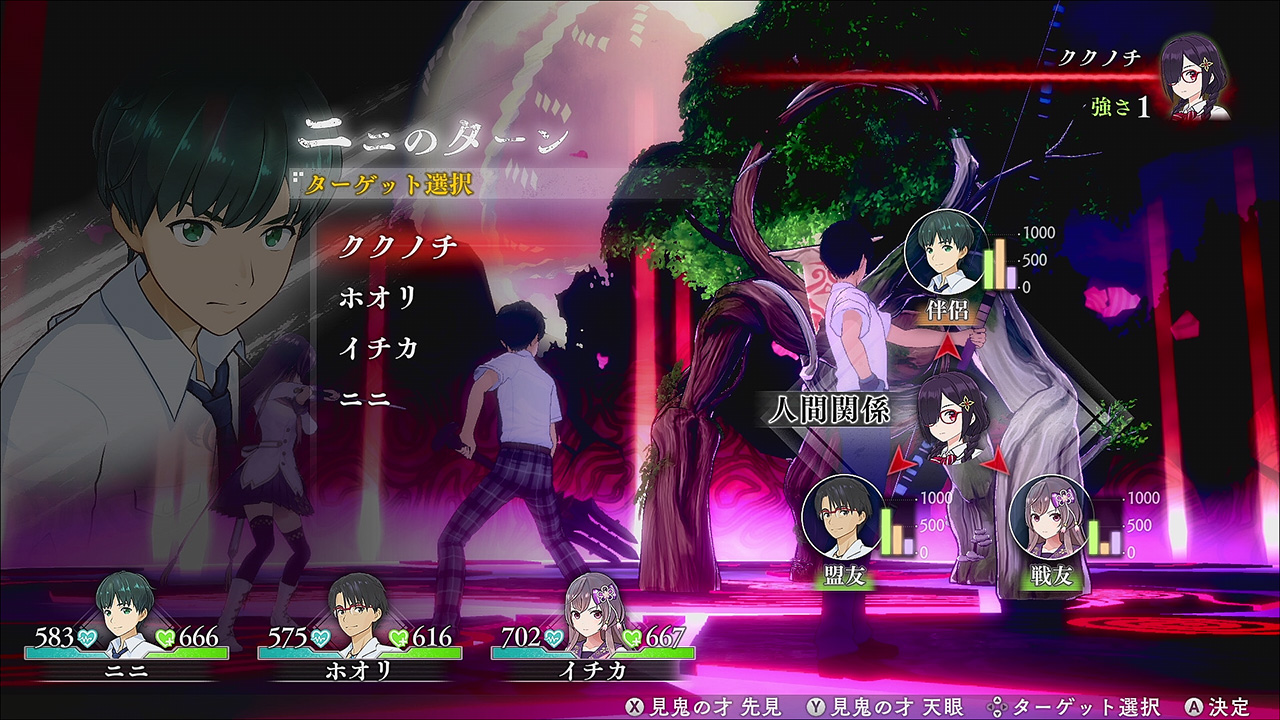 ククノチ
強さ1
ニニのターン
ターゲット選択
ククノチ
ホオリ
イチカ
ニニ
1000
500
0
伴侶
人間関係
1000
500
0
盟友
1000
500
0
戦友
583 666
ニニ
575 616
ホオリ
702 667
イチカ
X 見鬼の才 先見 Y 見鬼の才 天眼 ターゲット選択 A 決定